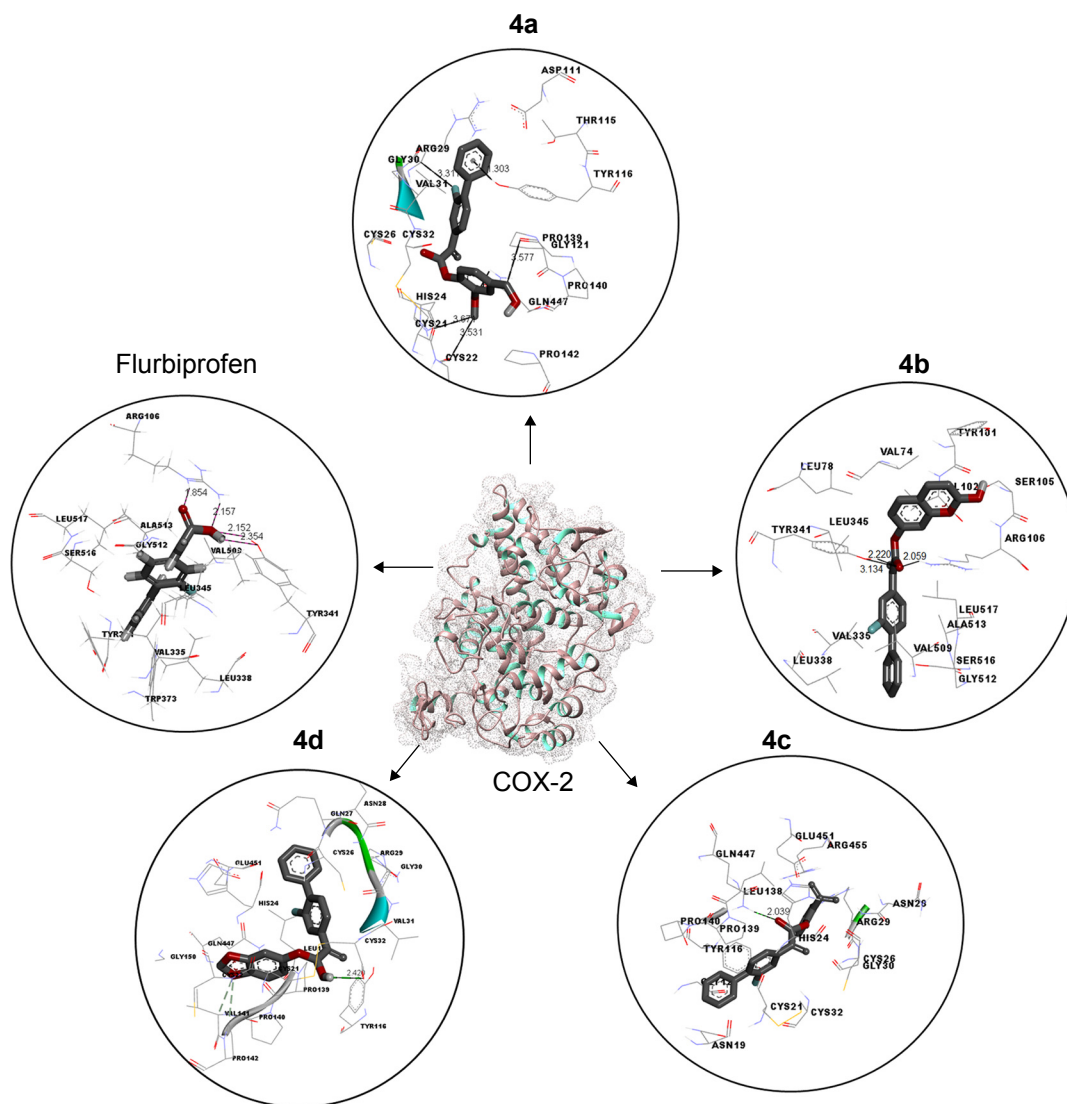 4a
ASP111
THR115
ARG29
GLY30
3.311
.303
VAL31
TYR116
CYS26
CYS32
PRO139
GLY121
3.577
PRO140
HIS24
GLN447
CYS21
3.531
CYS22
PRO142
Flurbiprofen
4b
ARG106
1.854
2.157
LEU517
ALA513
2.152
2.354
GLY512
SER516
LEU345
TYR341
VAL335
LEU338
TRP373
TYR101
VAL74
LEU78
SER105
TYR341
LEU345
ARG106
2.220
2.059
3.134
LEU517
VAL335
ALA513
VAL509
LEU338
SER516
GLY512
COX-2
4d
ASN28
GLN27
CYS26
ARG29
GLU451
GLY30
HIS24
VAL31
GLN447
CYS32
GLY150
CYS21
PRO139
VAL141
PRO140
TYR116
PRO142
4c
GLU451
GLN447
ARG455
LEU138
2.039
ARG29
PRO140
PRO139
HIS24
TYR116
CYS26
GLY30
CYS21
CYS32
ASN19